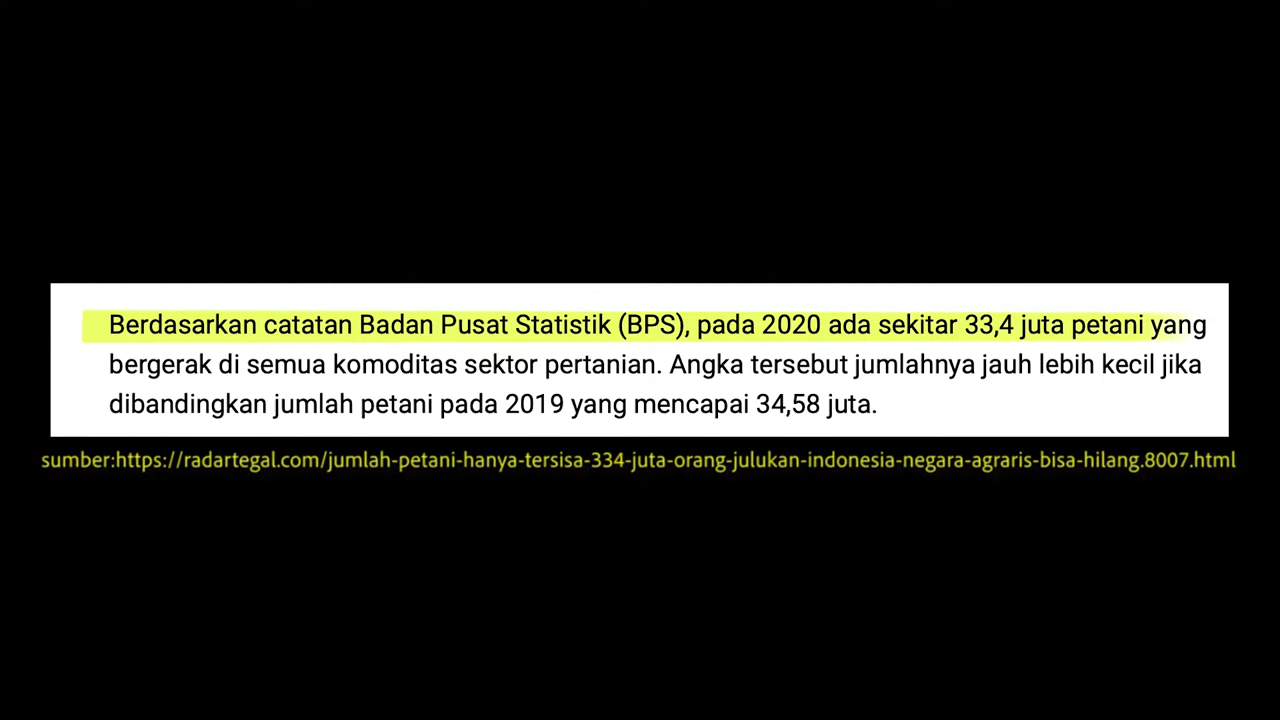 Berdasarkan catatan Badan Pusat Statistik (BPS), pada 2020 ada sekitar 33,4 juta petani yang
bergerak di semua komoditas sektor pertanian. Angka tersebut jumlahnya jauh lebih kecil jika
dibandingkan jumlah petani pada 2019 yang mencapai 34,58 juta.
sumber:https://radartegal.com/jumlah-petani-hanya-tersisa-334-juta-orang-julukan-indonesia-negara-agraris-bisa-hilang.8007.html